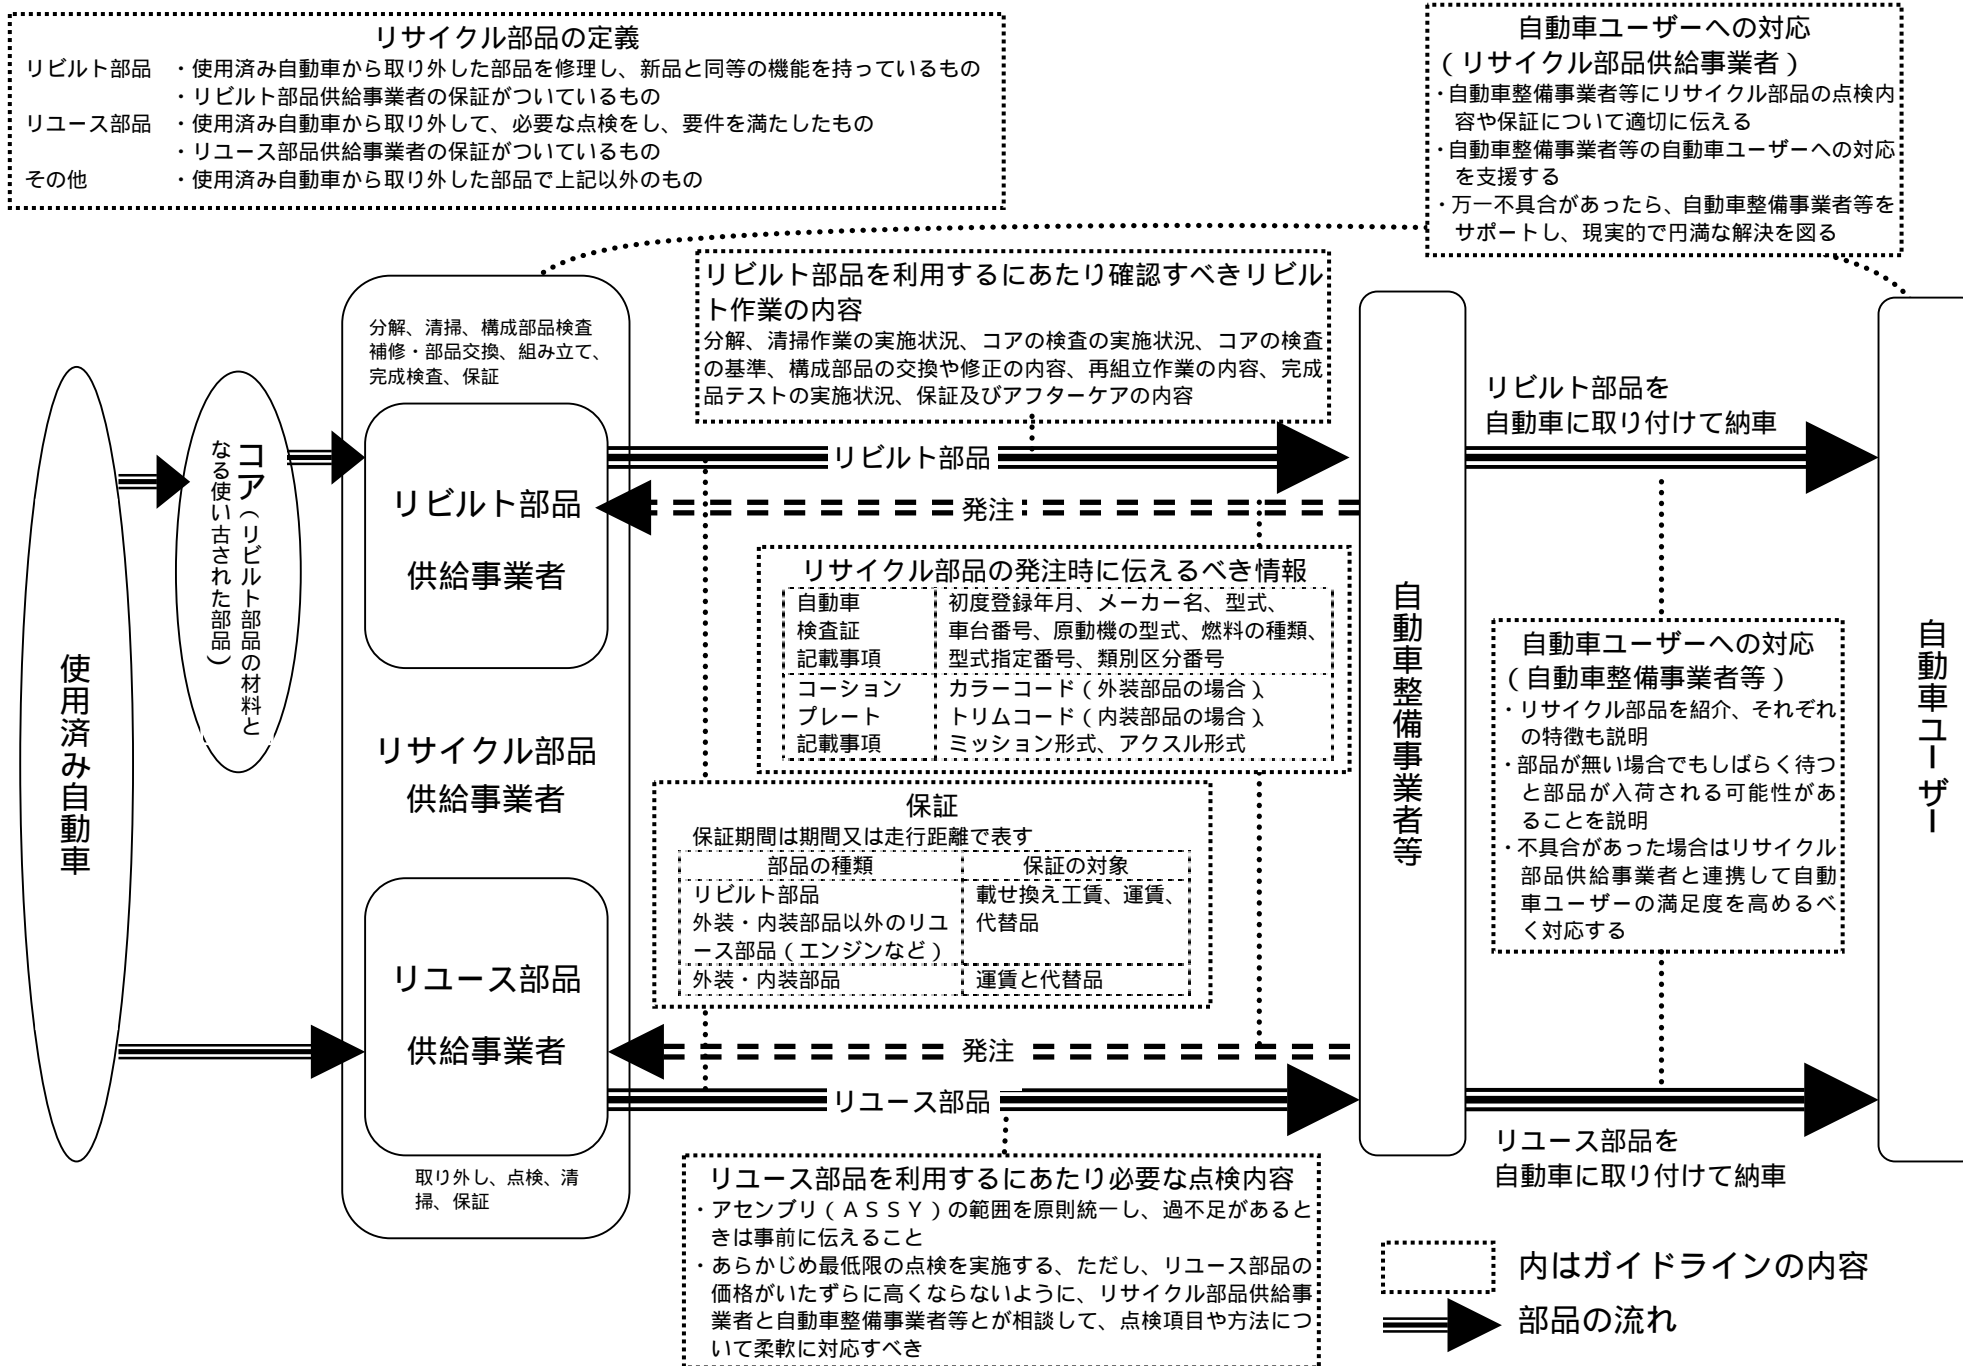 リサイクル部品の定義
リビルト部品 ・使用済み自動車から取り外した部品を修理し、新品と同等の機能を持っているもの
・リビルト部品供給事業者の保証がついているもの
リユース部品 ・使用済み自動車から取り外して、必要な点検をし、要件を満たしたもの
・リユース部品供給事業者の保証がついているもの
その他 ・使用済み自動車から取り外した部品で上記以外のもの
自動車ユーザーへの対応
(リサイクル部品供給事業者)
・自動車整備事業者等にリサイクル部品の点検内
容や保証について適切に伝える
・自動車整備事業者等の自動車ユーザーへの対応
を支援する
・万一不具合があったら、自動車整備事業者等を
サポートし、現実的で円満な解決を図る
使用済み自動車
コア(リビルト部品の材料と
なる使い古された部品)
分解、清掃、構成部品検査
補修・部品交換、組み立て、
完成検査、保証
リビルト部品
供給事業者
リサイクル部品
供給事業者
リユース部品
供給事業者
取り外し、点検、清
掃、保証
リビルト部品を利用するにあたり確認すべきリビル
ト作業の内容
分解、清掃作業の実施状況、コアの検査の実施状況、コアの検査
の基準、構成部品の交換や修正の内容、再組立作業の内容、完成
品テストの実施状況、保証及びアフターケアの内容
リビルト部品
発注
リサイクル部品の発注時に伝えるべき情報
自動車 初度登録年月、メーカー名、型式、
検査証 車台番号、原動機の型式、燃料の種類、
記載事項 型式指定番号、類別区分番号
コーション カラーコード(外装部品の場合)、
プレート トリムコード(内装部品の場合)、
記載事項 ミッション形式、アクスル形式
保証
保証期間は期間又は走行距離で表す
部品の種類 保証の対象
リビルト部品 載せ換え工賃、運賃、
外装・内装部品以外のリユ 代替品
ース部品(エンジンなど)
外装・内装部品 運賃と代替品
発注
リユース部品
リユース部品を利用するにあたり必要な点検内容
・アセンブリ(ASSY)の範囲を原則統一し、過不足があると
きは事前に伝えること
・あらかじめ最低限の点検を実施する、ただし、リユース部品の
価格がいたずらに高くならないように、リサイクル部品供給事
業者と自動車整備事業者等とが相談して、点検項目や方法につ
いて柔軟に対応すべき
自動車整備事業者等
リビルト部品を
自動車に取り付けて納車
自動車ユーザーへの対応
(自動車整備事業者等)
・リサイクル部品を紹介、それぞれ
の特徴も説明
・部品が無い場合でもしばらく待つ
と部品が入荷される可能性があ
ることを説明
・不具合があった場合はリサイクル
部品供給事業者と連携して自動
車ユーザーの満足度を高めるべ
く対応する
リユース部品を
自動車に取り付けて納車
自動車ユーザー
内はガイドラインの内容
部品の流れ